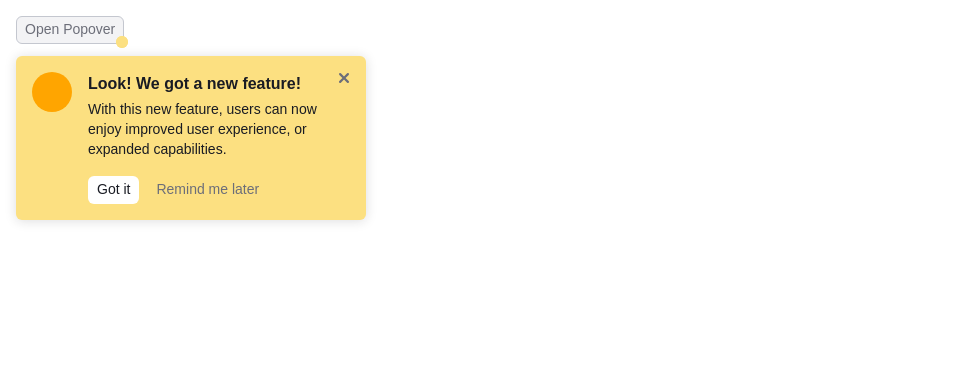 Open Popover
Look! We got a new feature!
With this new feature, users can now
enjoy improved user experience, or
expanded capabilities.
Got it
Remind me later